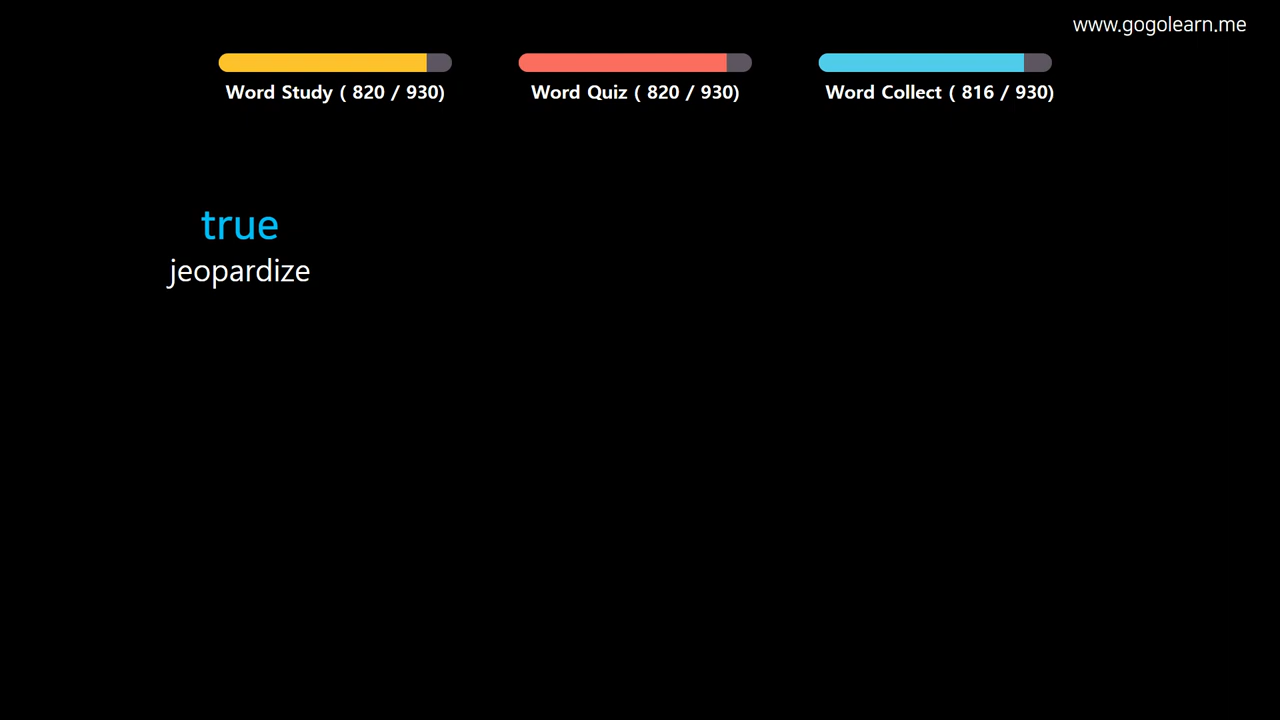 www.gogolearn.me
Word Study ( 820 / 930)
Word Quiz ( 820 / 930)
Word Collect ( 816 / 930)
true
jeopardize